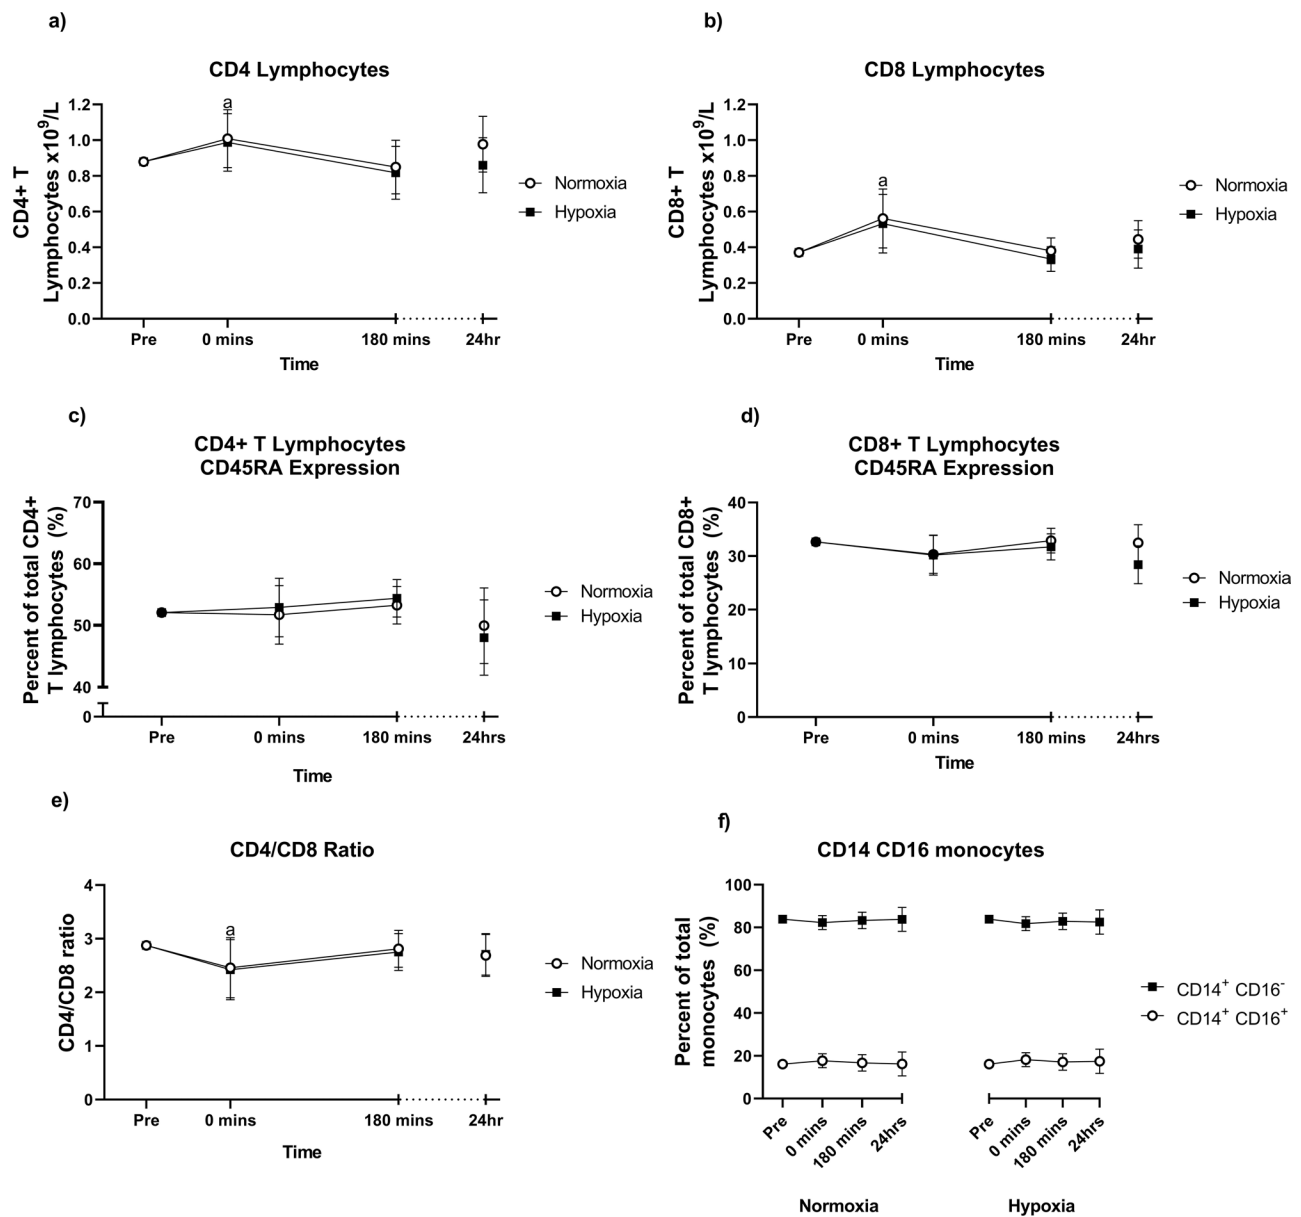 a)
CD4 Lymphocytes
CD4+ T
Lymphocytes x10⁹/L
1.2
1.0
0.8
0.6
0.4
0.2
0.0
a
Pre
0 mins
180 mins
24hr
Time
Normoxia
Hypoxia
b)
CD8 Lymphocytes
CD8+ T
Lymphocytes x10⁹/L
1.2
1.0
0.8
0.6
0.4
0.2
0.0
a
Pre
0 mins
180 mins
24hr
Time
Normoxia
Hypoxia
c)
CD4+ T Lymphocytes
CD45RA Expression
Percent of total CD4+
T lymphocytes (%)
70
60
50
40
0
Pre
0 mins
180 mins
24hrs
Time
Normoxia
Hypoxia
d)
CD8+ T Lymphocytes
CD45RA Expression
Percent of total CD8+
T lymphocytes (%)
40
30
20
10
0
Pre
0 mins
180 mins
24hrs
Time
Normoxia
Hypoxia
e)
CD4/CD8 Ratio
CD4/CD8 ratio
4
3
2
1
0
a
Pre
0 mins
180 mins
24hr
Time
Normoxia
Hypoxia
f)
CD14 CD16 monocytes
Percent of total
monocytes (%)
100
80
60
40
20
0
Pre
0 mins
180 mins
24hrs
Pre
0 mins
180 mins
24hrs
Normoxia
Hypoxia
CD14⁺ CD16⁻
CD14⁺ CD16⁺